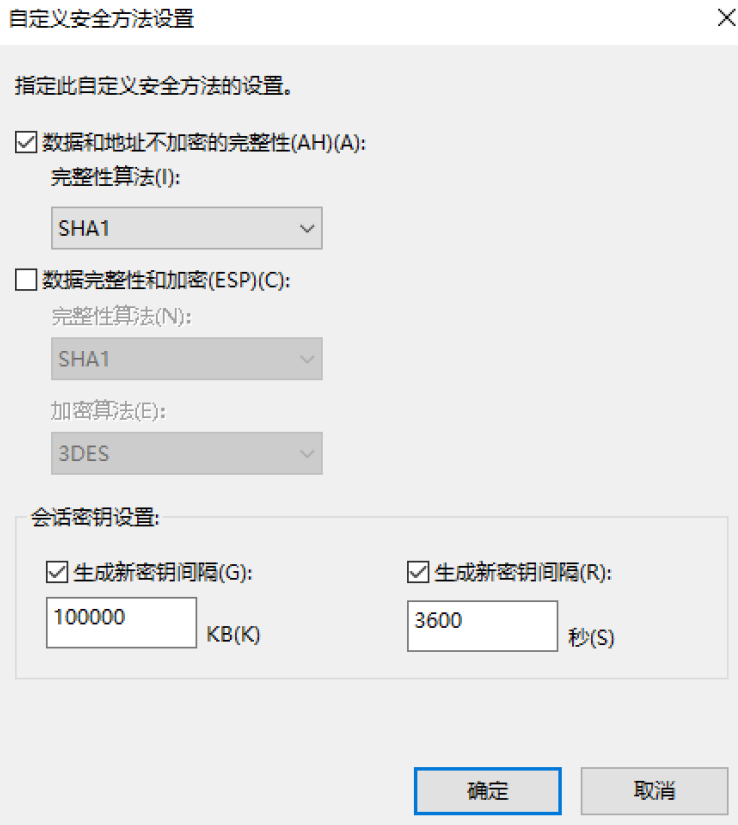 自定义安全方法设置
指定此自定义安全方法的设置。
数据和地址不加密的完整性(AH)(A):
完整性算法(I):
SHA1
数据完整性和加密(ESP)(C):
完整性算法(N):
SHA1
加密算法(E):
3DES
会话密钥设置:
生成新密钥间隔(G):
生成新密钥间隔(R):
100000
KB(K)
3600
秒(S)
确定
取消